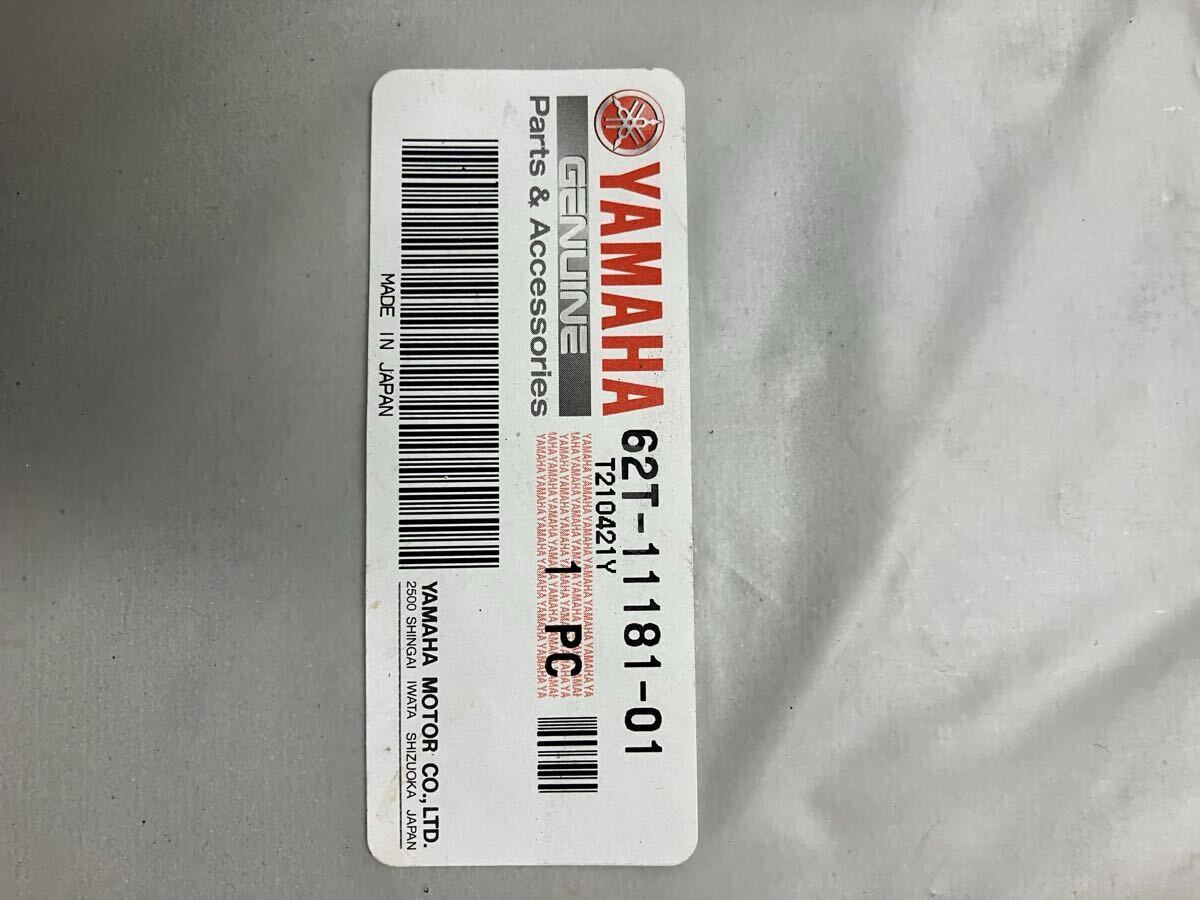 YAMAHA
GENUINE
Parts & Accessories
62T-11181-01
T210421Y
1 PC
MADE IN JAPAN
YAMAHA MOTOR CO., LTD.
2500 SHINGAI IWATA SHIZUOKA JAPAN